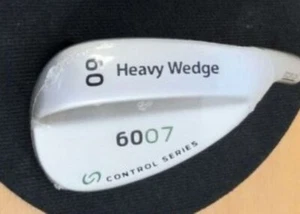 60
Heavy Wedge
6007
CONTROL SERIES